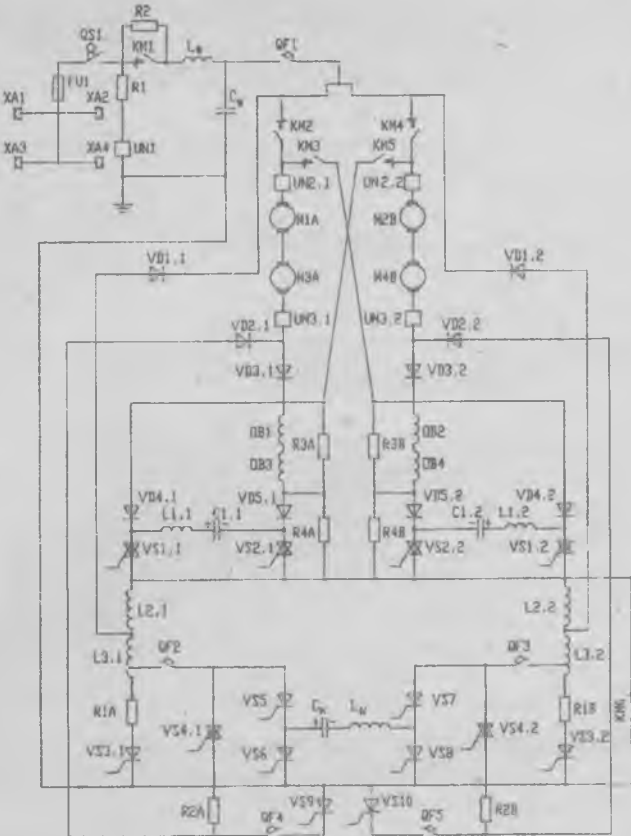 R2
QS1
KM1
QF1
FU1
R1
XA1
XA2
XA3
XA4
UN1
KM2
KM4
KM3
KM5
UN2.1
UN2.2
M1A
M2B
VD1.1
VD1.2
M3A
M4B
UN3.1
UN3.2
VD2.1
VD2.2
VD3.1
VD3.2
OB1
OB2
R3A
R3B
OB3
OB4
VD4.1
VD5.1
VD5.2
VD4.2
L1.1
C1.1
C1.2
L1.2
R4A
R4B
VS1.1
VS2.1
VS2.2
VS1.2
L2.1
L2.2
QF2
QF3
L3.1
L3.2
R1A
VS5
VS7
R1B
KM6
VS4.1
VS4.2
VS3.1
VS6
VS8
VS3.2
R2A
VS9
VS10
R2B
QF4
QF5